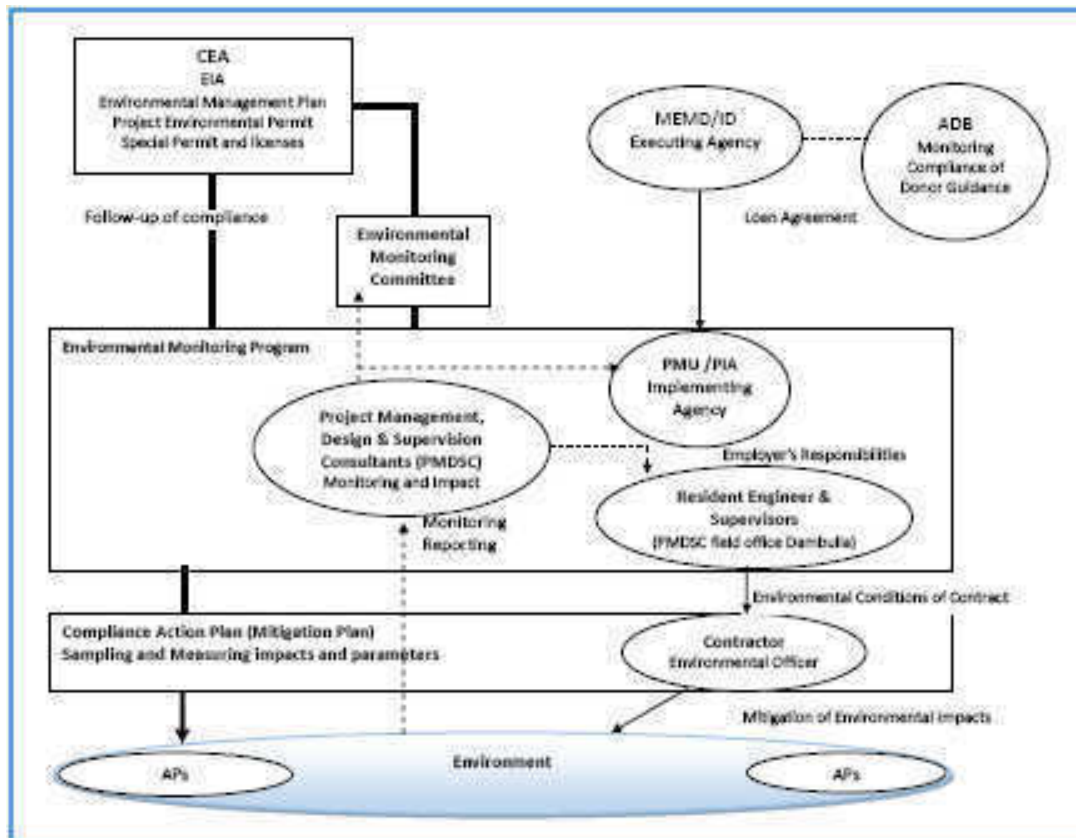 CEA
EIA
Environmental Management Plan
Project Environmental Permit
Special Permit and licenses
MEMD/ID
Executing Agency
ADB
Monitoring
Compliance of
Donor Guidance
Follow-up of compliance
Loan Agreement
Environmental
Monitoring
Committee
Environmental Monitoring Program
PMU /PIA
Implementing
Agency
Project Management,
Design & Supervision
Consultants (PMDSC)
Monitoring and Impact
Employer's Responsibilities
Resident Engineer &
Supervisors
(PMDSC field office Dambulla)
Monitoring
Reporting
Environmental Conditions of Contract
Compliance Action Plan (Mitigation Plan)
Sampling and Measuring impacts and parameters
Contractor
Environmental Officer
Mitigation of Environmental Impacts
Environment
APs
APs